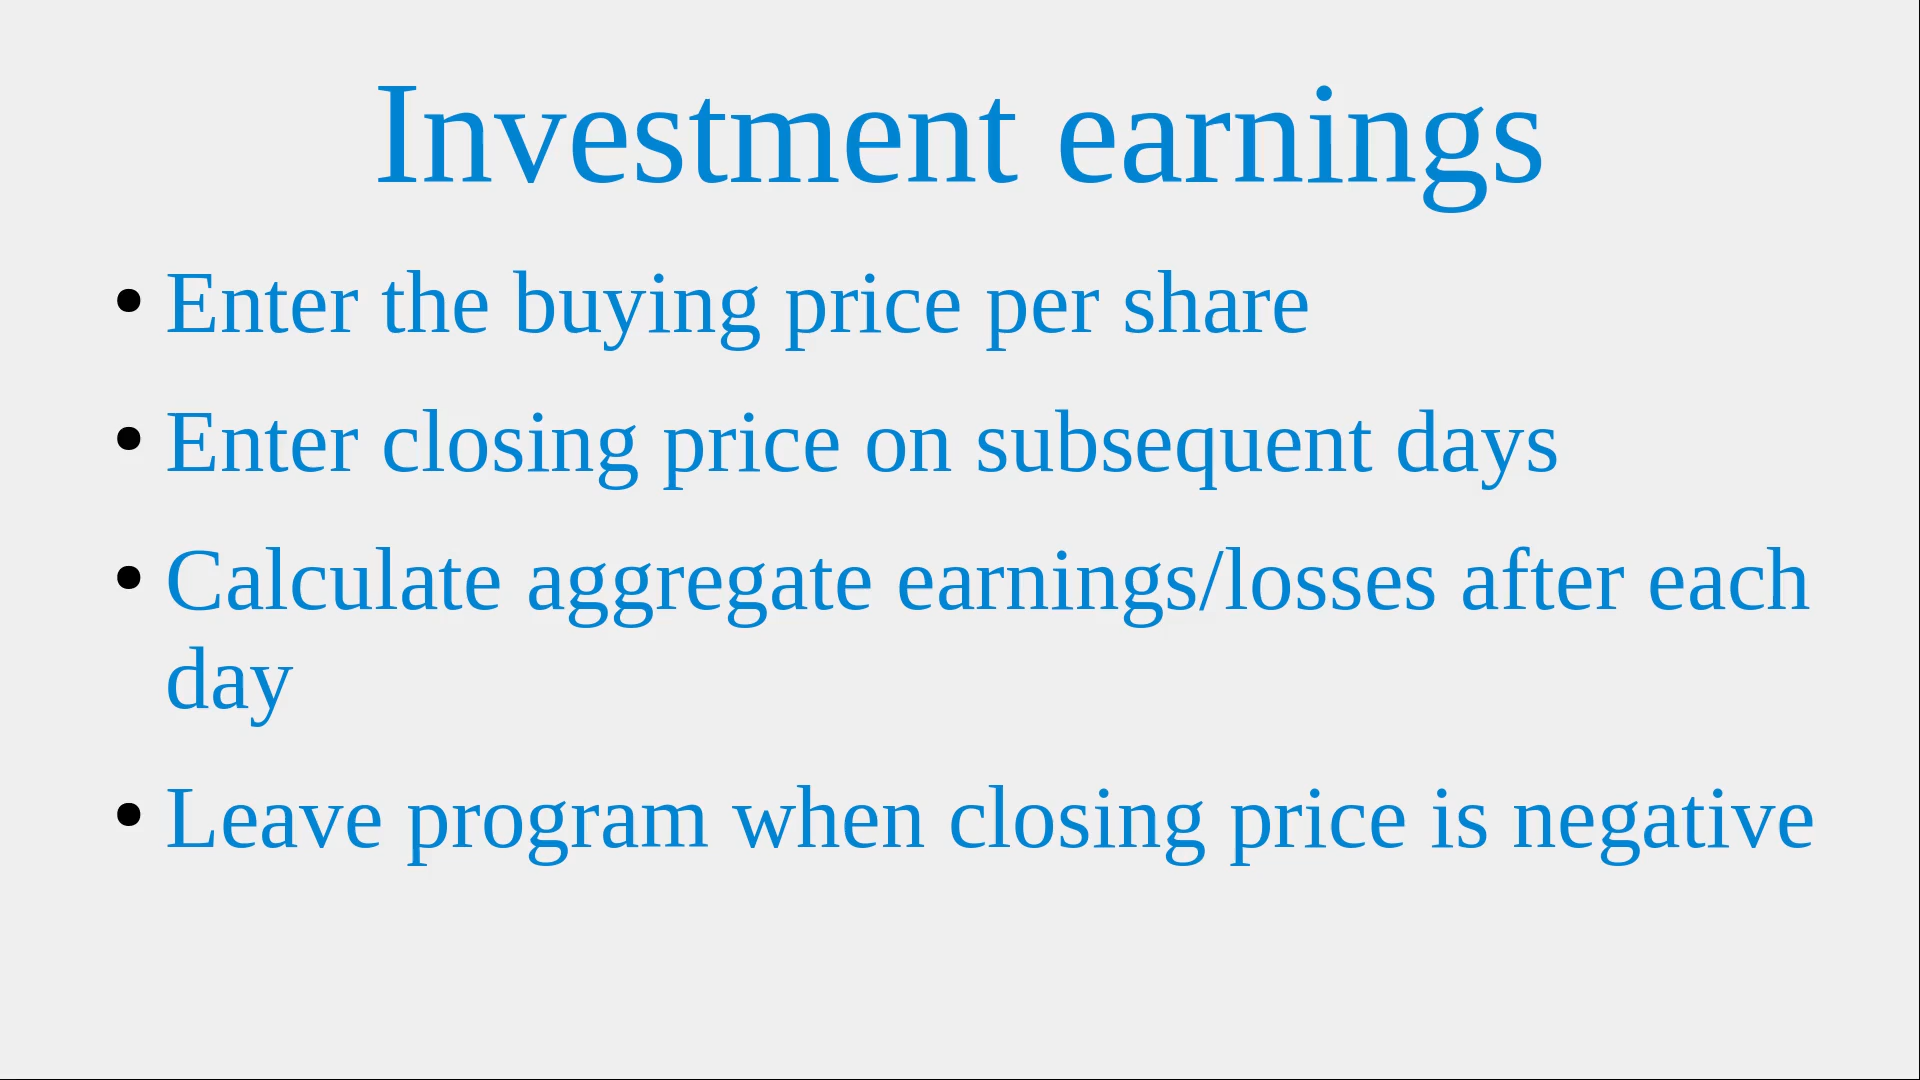 Investment earnings
• Enter the buying price per share
• Enter closing price on subsequent days
• Calculate aggregate earnings/losses after each
day
• Leave program when closing price is negative